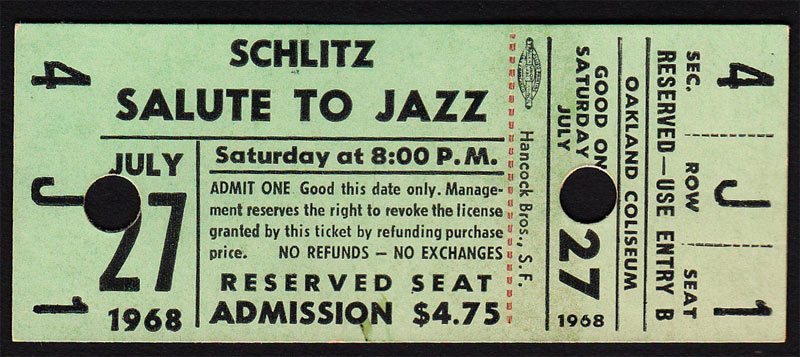 4
J
1
SCHLITZ
SALUTE TO JAZZ
JULY
27
1968
Saturday at 8:00 P.M.
ADMIT ONE Good this date only. Manage-
ment reserves the right to revoke the license
granted by this ticket by refunding purchase
price. NO REFUNDS — NO EXCHANGES
RESERVED SEAT
ADMISSION $4.75
Hancock Bros., S.F.
GOOD ON
SATURDAY
JULY
27
1968
OAKLAND COLISEUM
RESERVED—USE ENTRY B
SEC. ROW SEAT
4 J 1